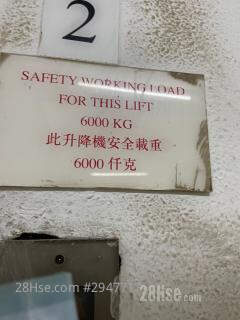 2
SAFETY WORKING LOAD
FOR THIS LIFT
6000 KG
此升降機安全載重
6000 仟克
28Hse.com
28Hse.com #29477